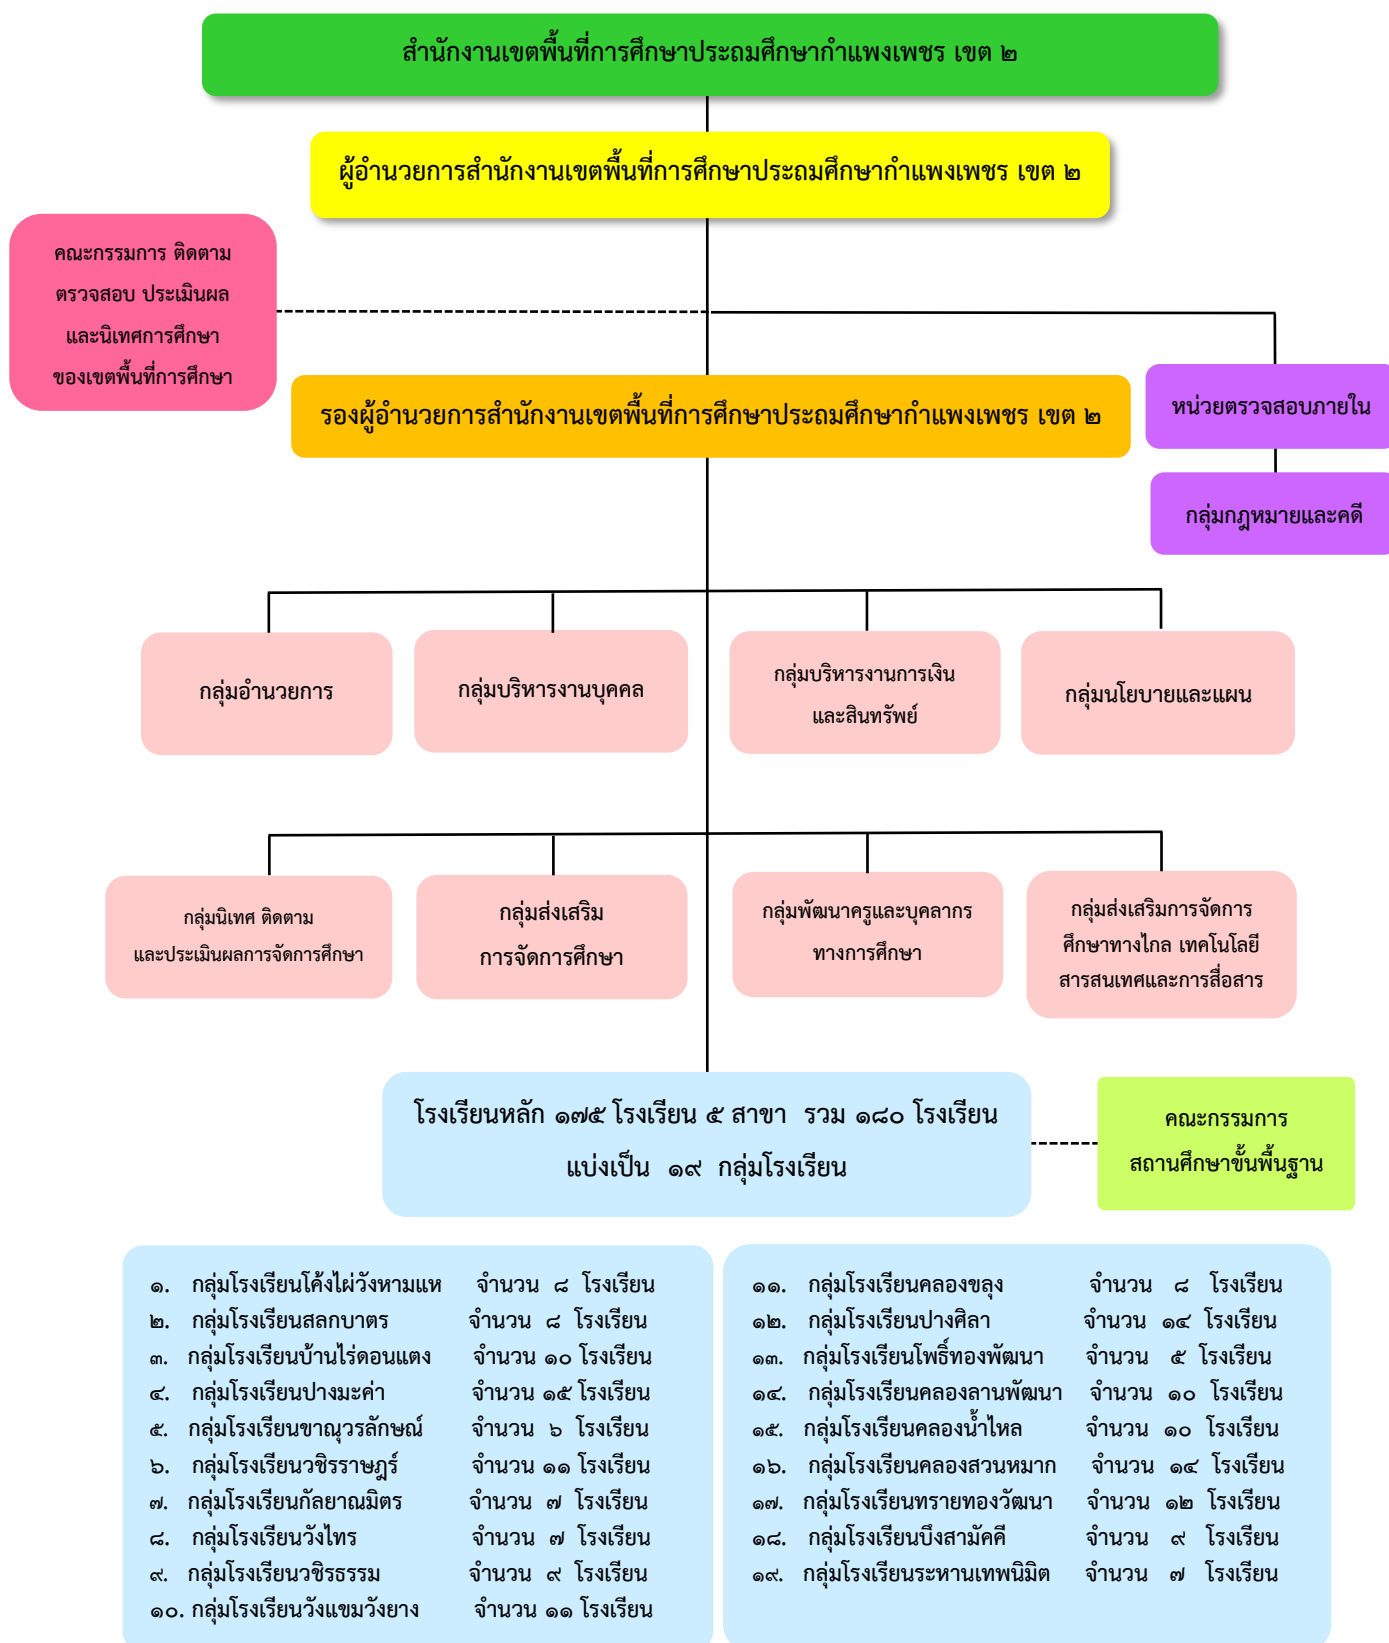 สำนักงานเขตพื้นที่การศึกษาประถมศึกษากำแพงเพชร เขต ๒
ผู้อำนวยการสำนักงานเขตพื้นที่การศึกษาประถมศึกษากำแพงเพชร เขต ๒
คณะกรรมการ ติดตาม
ตรวจสอบ ประเมินผล
และนิเทศการศึกษา
ของเขตพื้นที่การศึกษา
รองผู้อำนวยการสำนักงานเขตพื้นที่การศึกษาประถมศึกษากำแพงเพชร เขต ๒
หน่วยตรวจสอบภายใน
กลุ่มกฎหมายและคดี
กลุ่มอำนวยการ
กลุ่มบริหารงานบุคคล
กลุ่มบริหารงานการเงิน
และสินทรัพย์
กลุ่มนโยบายและแผน
กลุ่มนิเทศ ติดตาม
และประเมินผลการจัดการศึกษา
กลุ่มส่งเสริม
การจัดการศึกษา
กลุ่มพัฒนาครูและบุคลากร
ทางการศึกษา
กลุ่มส่งเสริมการจัดการ
ศึกษาทางไกล เทคโนโลยี
สารสนเทศและการสื่อสาร
โรงเรียนหลัก ๑๗๕ โรงเรียน ๕ สาขา รวม ๑๘๐ โรงเรียน
แบ่งเป็น ๑๙ กลุ่มโรงเรียน
คณะกรรมการ
สถานศึกษาขั้นพื้นฐาน
๑. กลุ่มโรงเรียนโค้งไผ่วังหามแห จำนวน ๘ โรงเรียน
๒. กลุ่มโรงเรียนสลกบาตร จำนวน ๘ โรงเรียน
๓. กลุ่มโรงเรียนบ้านไร่ดอนแตง จำนวน ๑๐ โรงเรียน
๔. กลุ่มโรงเรียนปางมะค่า จำนวน ๑๕ โรงเรียน
๕. กลุ่มโรงเรียนขาณุวรลักษณ์ จำนวน ๖ โรงเรียน
๖. กลุ่มโรงเรียนวชิรราษฎร์ จำนวน ๑๑ โรงเรียน
๗. กลุ่มโรงเรียนกัลยาณมิตร จำนวน ๗ โรงเรียน
๘. กลุ่มโรงเรียนวังไทร จำนวน ๗ โรงเรียน
๙. กลุ่มโรงเรียนวชิรธรรม จำนวน ๙ โรงเรียน
๑๐. กลุ่มโรงเรียนวังแขมวังยาง จำนวน ๑๑ โรงเรียน
๑๑. กลุ่มโรงเรียนคลองขลุง จำนวน ๘ โรงเรียน
๑๒. กลุ่มโรงเรียนปางศิลา จำนวน ๑๔ โรงเรียน
๑๓. กลุ่มโรงเรียนโพธิ์ทองพัฒนา จำนวน ๕ โรงเรียน
๑๔. กลุ่มโรงเรียนคลองลานพัฒนา จำนวน ๑๐ โรงเรียน
๑๕. กลุ่มโรงเรียนคลองน้ำไหล จำนวน ๑๐ โรงเรียน
๑๖. กลุ่มโรงเรียนคลองสวนหมาก จำนวน ๑๔ โรงเรียน
๑๗. กลุ่มโรงเรียนทรายทองวัฒนา จำนวน ๑๒ โรงเรียน
๑๘. กลุ่มโรงเรียนบึงสามัคคี จำนวน ๙ โรงเรียน
๑๙. กลุ่มโรงเรียนระหานเทพนิมิต จำนวน ๗ โรงเรียน